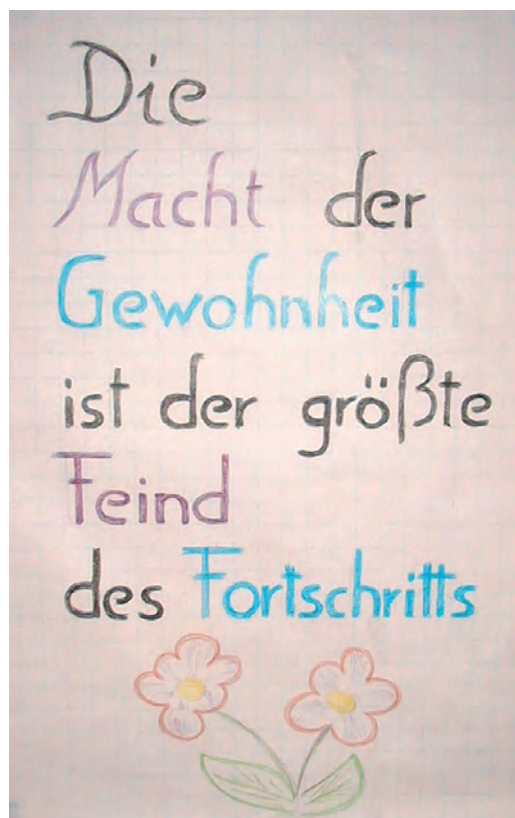 Die
Macht der
Gewohnheit
ist der größte
Feind
des Fortschritts